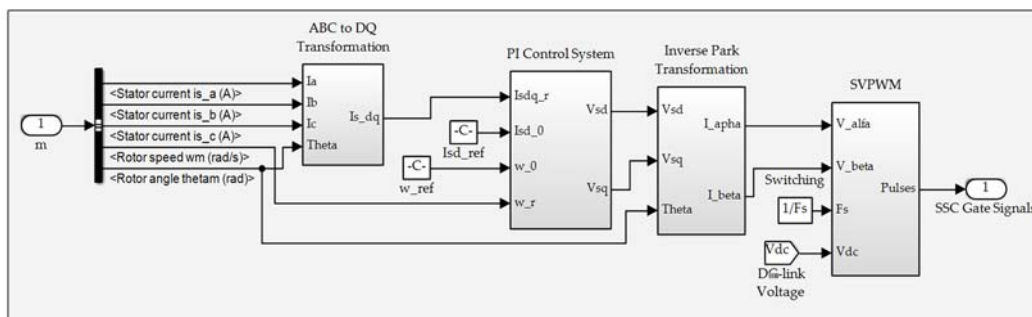 ABC to DQ
Transformation
Ia
Ib
Ic
Theta
Is_dq
<Stator current is_a (A)>
<Stator current is_b (A)>
<Stator current is_c (A)>
<Rotor speed wm (rad/s)>
<Rotor angle thetam (rad)>
1
m
PI Control System
Isdq_r
Isd_0
w_0
w_r
Vsd
Vsq
-C-
Isd_ref
-C-
w_ref
Inverse Park
Transformation
Vsd
Vsq
Theta
I_apha
I_beta
SVPWM
V_alfa
V_beta
Fs
Vdc
Pulses
Switching
1/Fs
Vdc
-link
Voltage
1
SSC Gate Signals